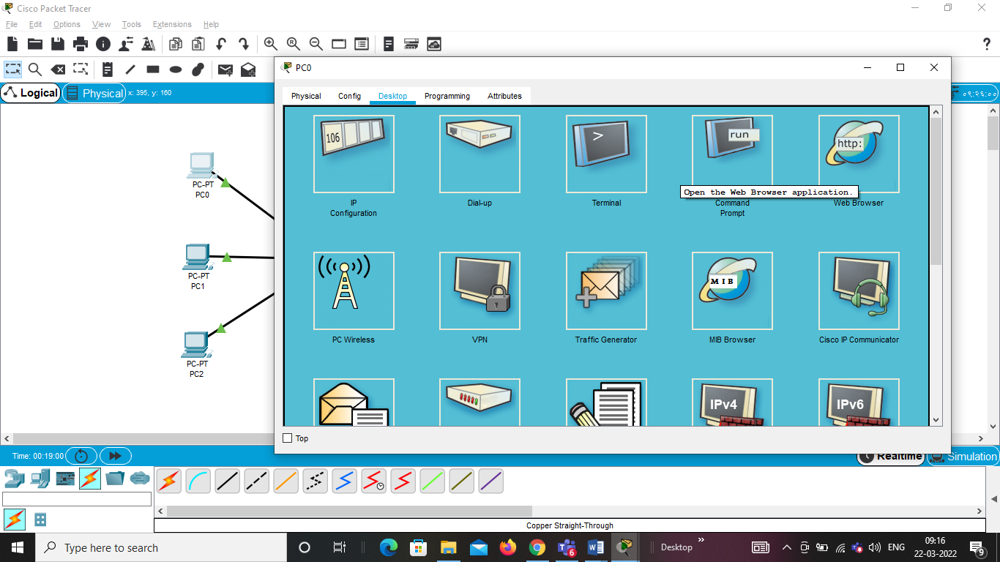 Cisco Packet Tracer
File Edit Options View Tools Extensions Help
PC0
Logical
Physical
x: 395, y: 160
०९:२६:००
Physical Config Desktop Programming Attributes
106
>
run
http:
IP
Configuration
Dial-up
Terminal
Open the Web Browser application.
Command
Prompt
Web Browser
MIB
PC Wireless
VPN
Traffic Generator
MIB Browser
Cisco IP Communicator
IPv4
IPv6
Top
PC-PT
PC0
PC-PT
PC1
PC-PT
PC2
Time: 00:19:00
Realtime
Simulation
Copper Straight-Through
Type here to search
6
Desktop
ENG
09:16
22-03-2022
9